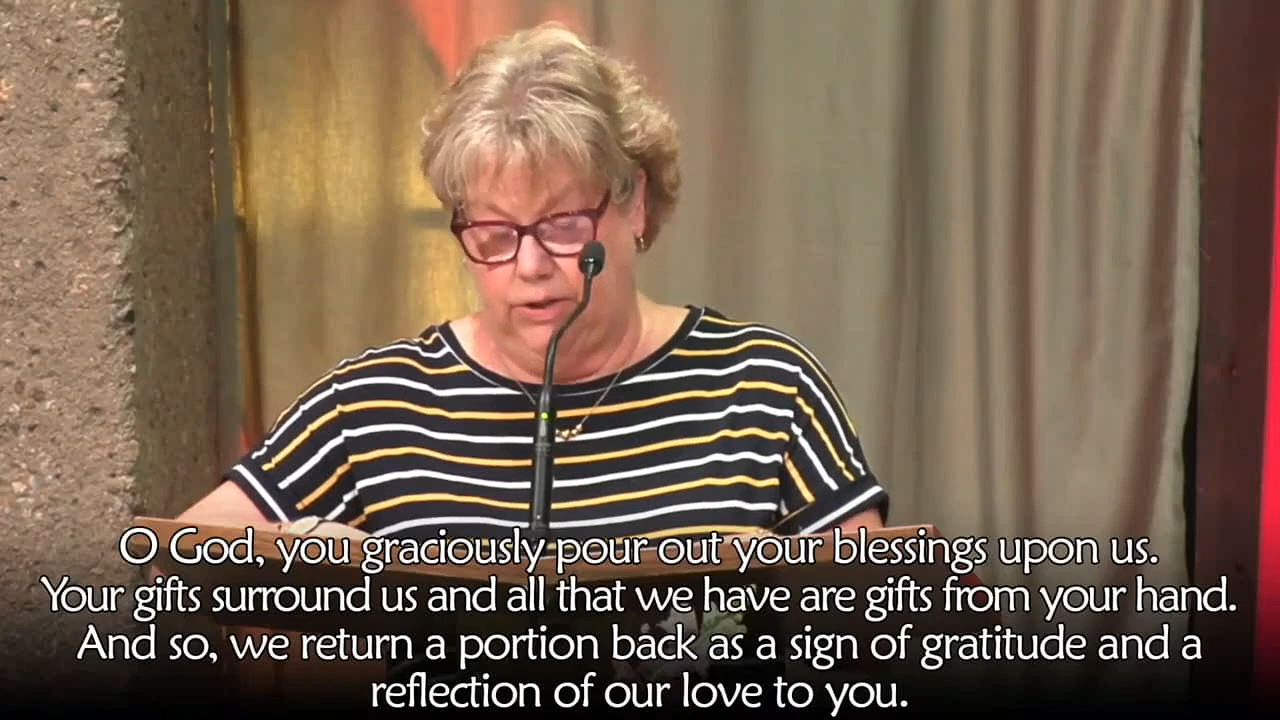 O God, you graciously pour out your blessings upon us.
Your gifts surround us and all that we have are gifts from your hand.
And so, we return a portion back as a sign of gratitude and a
reflection of our love to you.